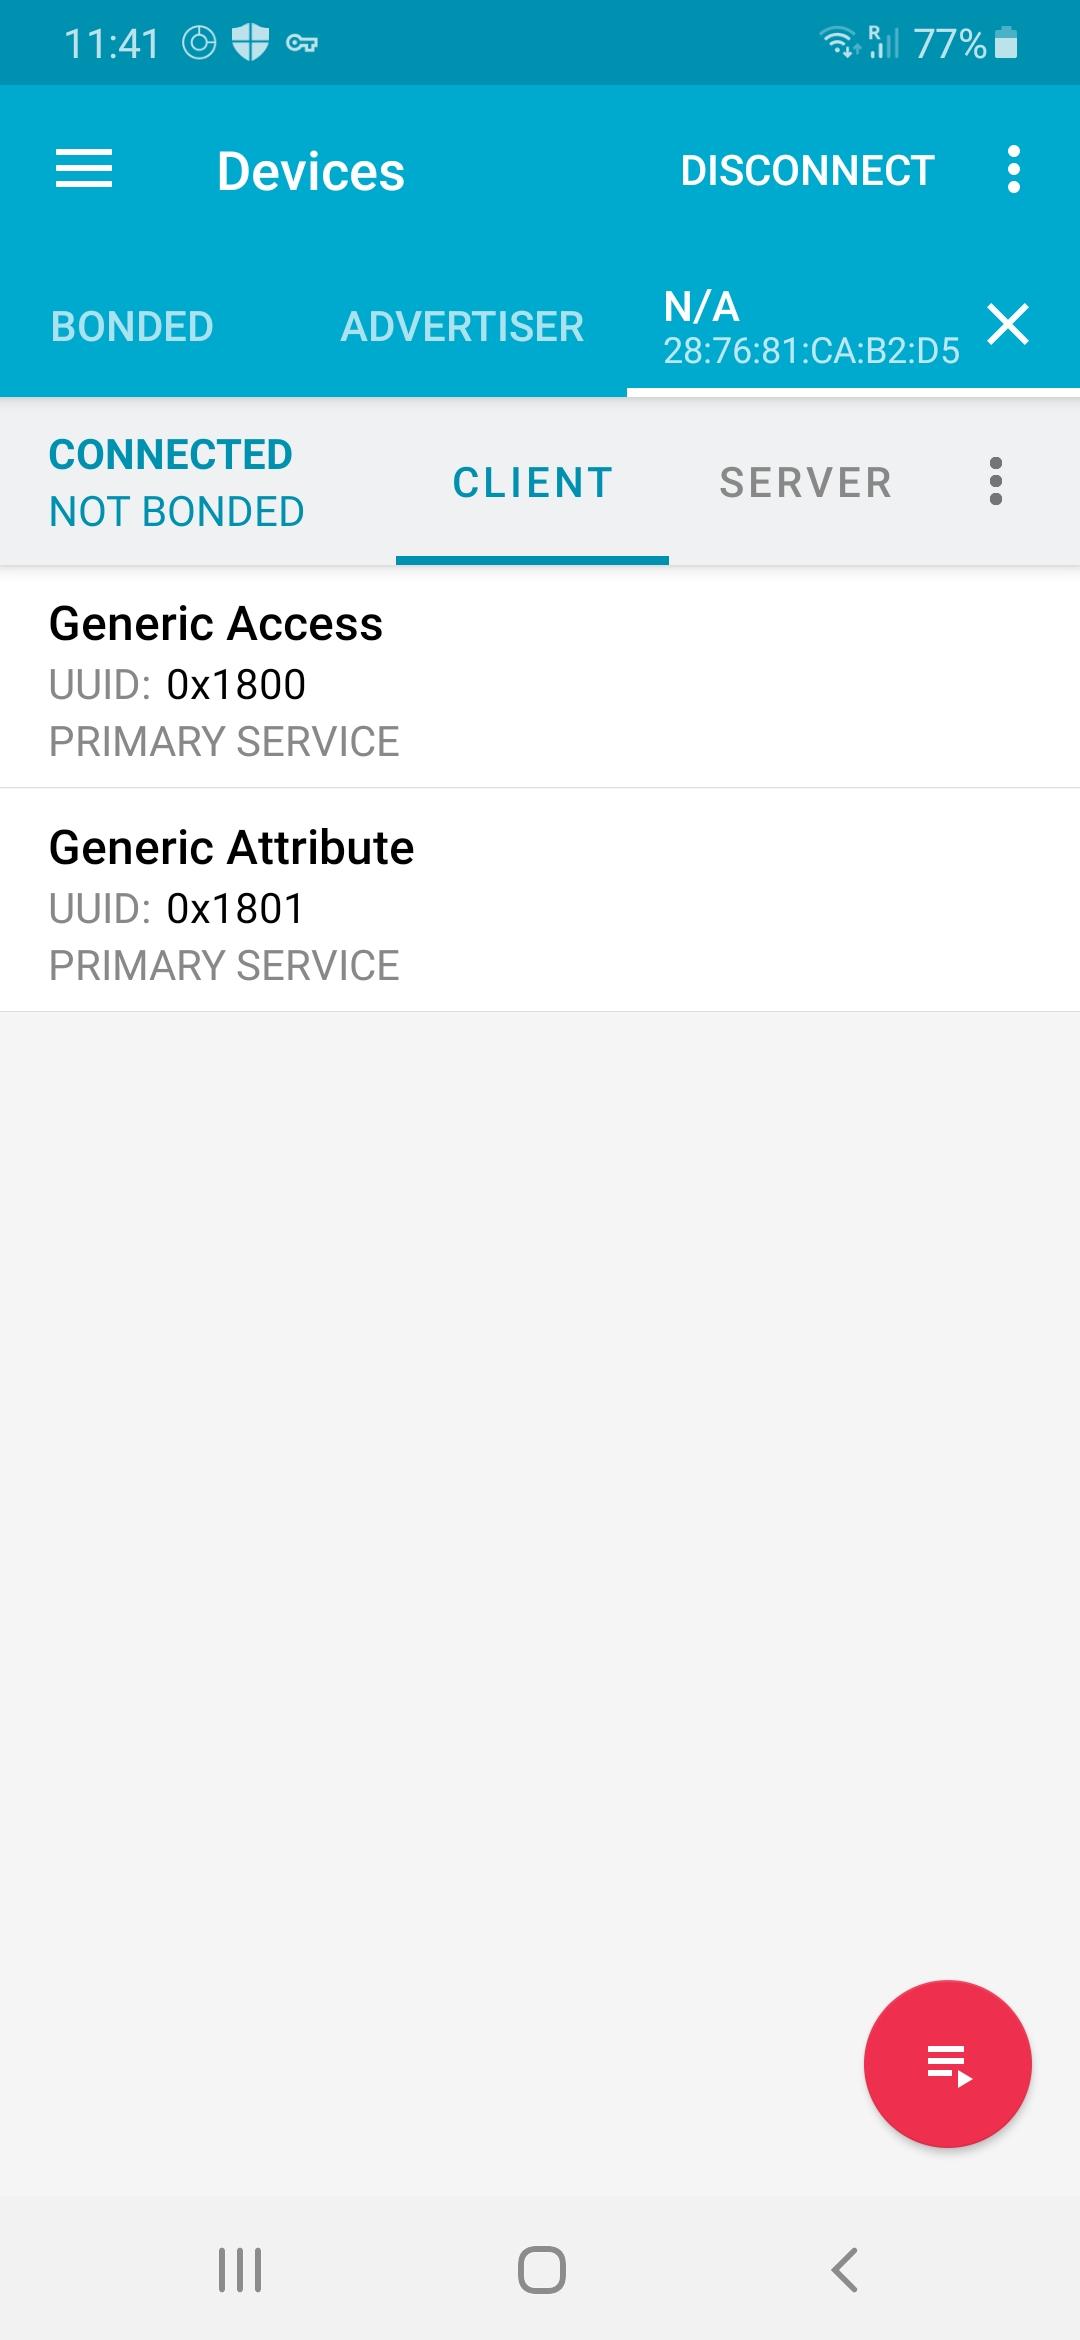 11:41
R
77%
Devices
DISCONNECT
BONDED
ADVERTISER
N/A
28:76:81:CA:B2:D5
CONNECTED
NOT BONDED
CLIENT
SERVER
Generic Access
UUID: 0x1800
PRIMARY SERVICE
Generic Attribute
UUID: 0x1801
PRIMARY SERVICE